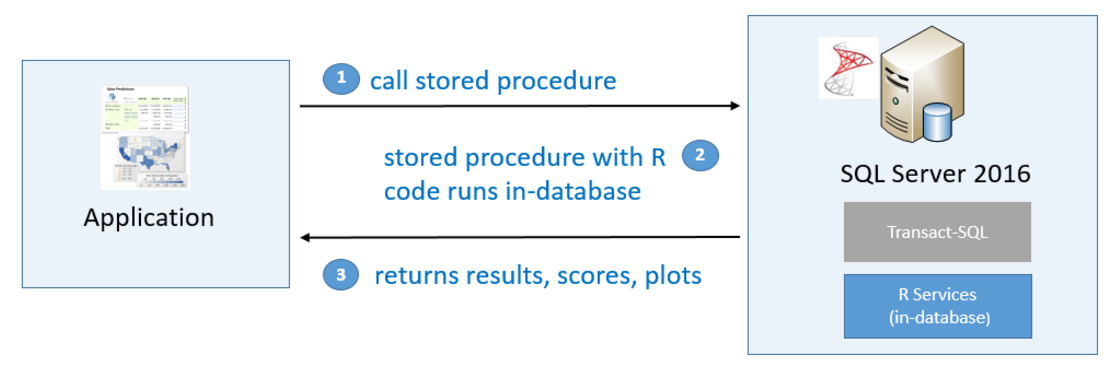 1 call stored procedure
stored procedure with R 2
code runs in-database
3 returns results, scores, plots
Application
SQL Server 2016
Transact-SQL
R Services
(in-database)